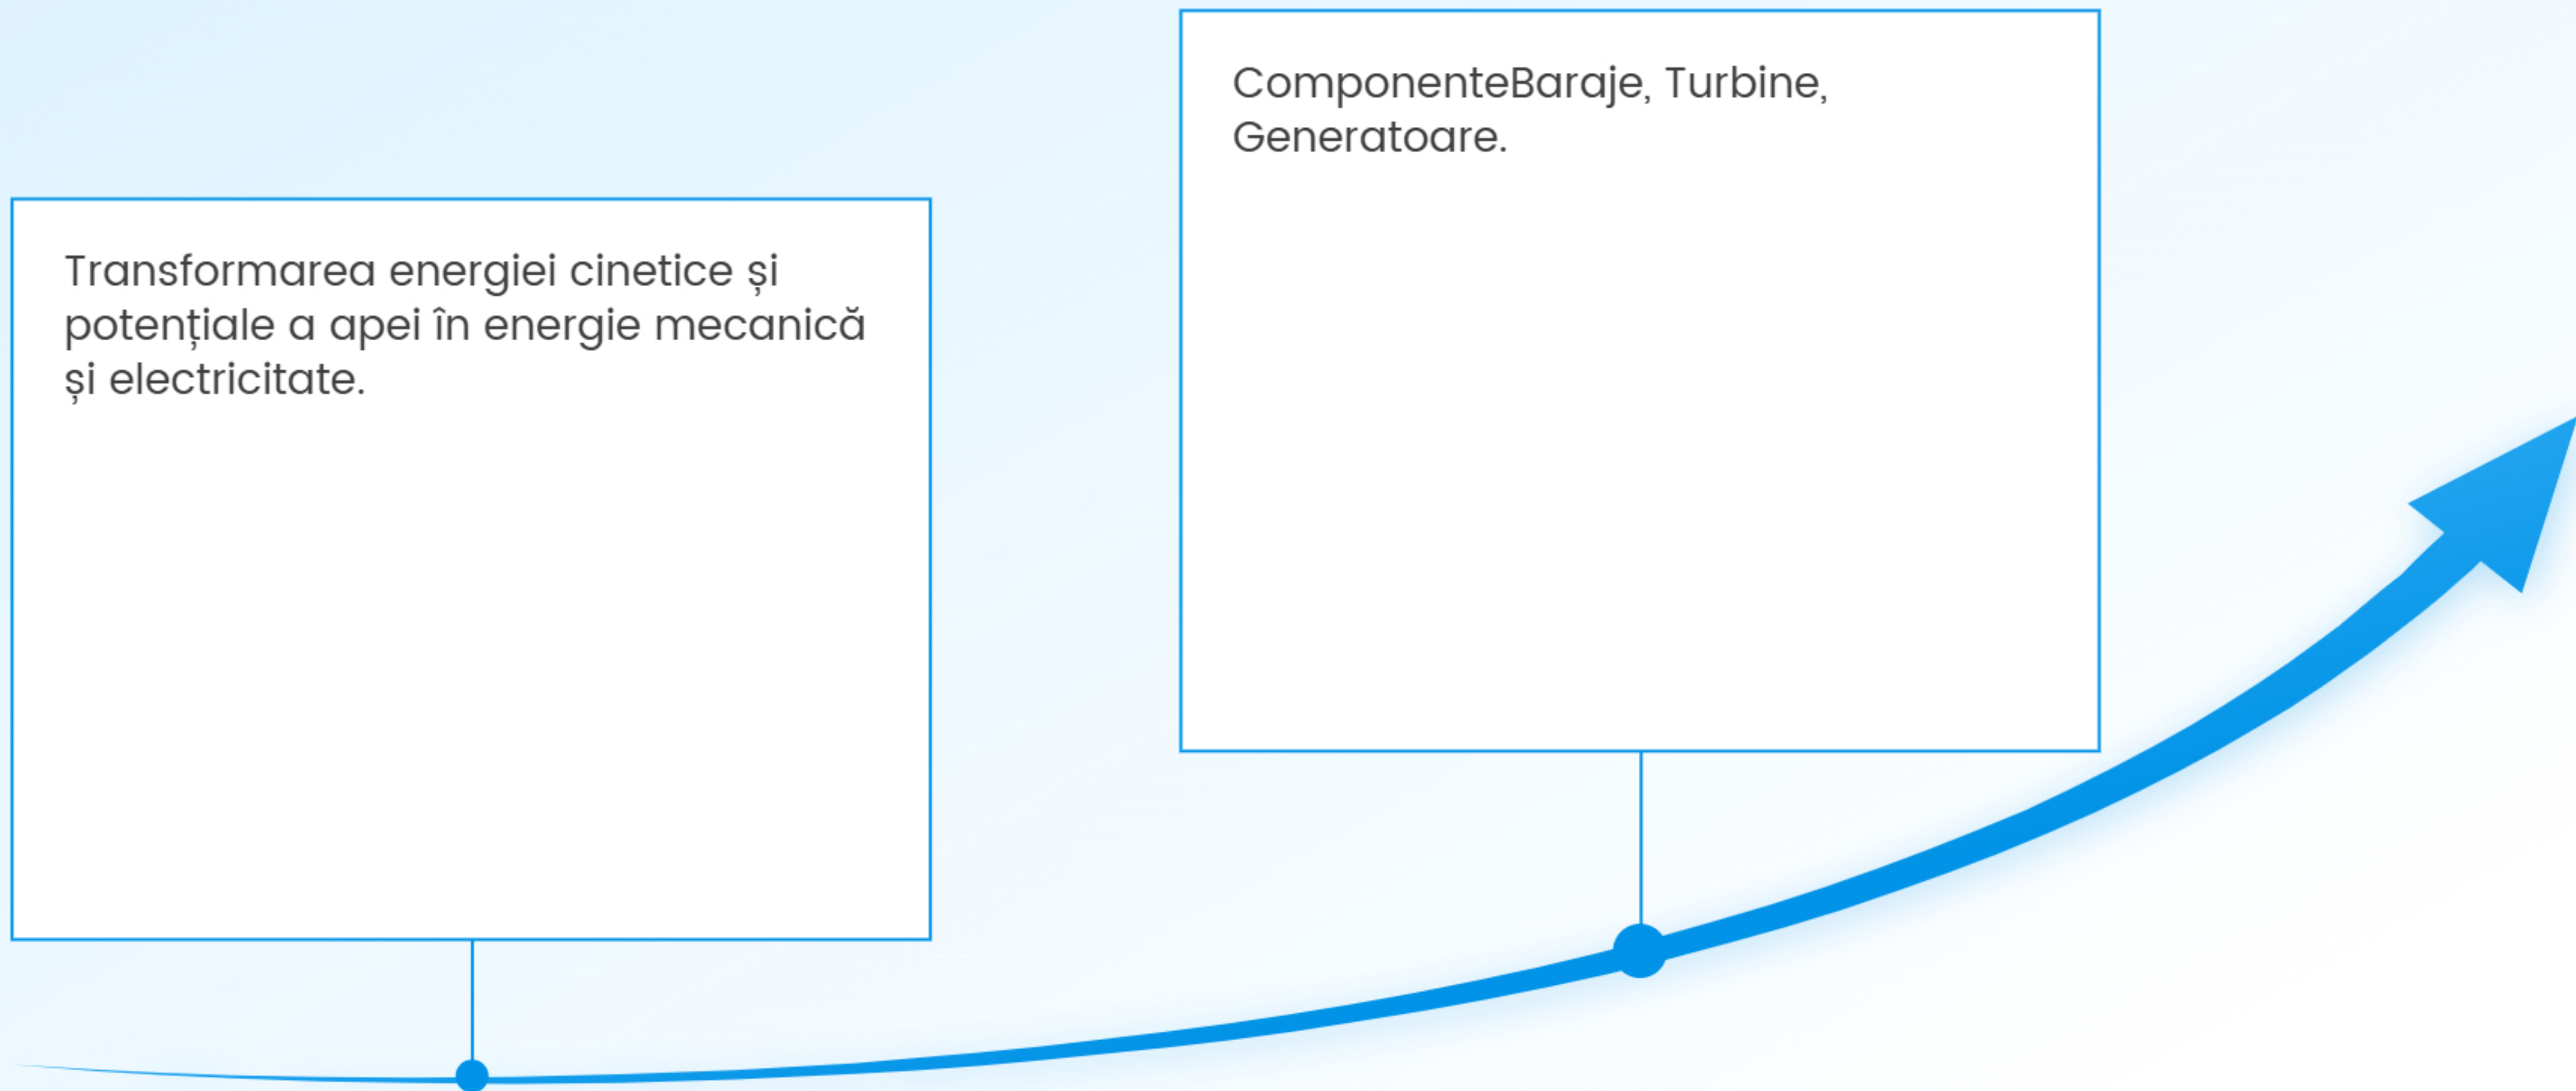 Transformarea energiei cinetice și
potențiale a apei în energie mecanică
și electricitate.
ComponenteBaraje, Turbine,
Generatoare.